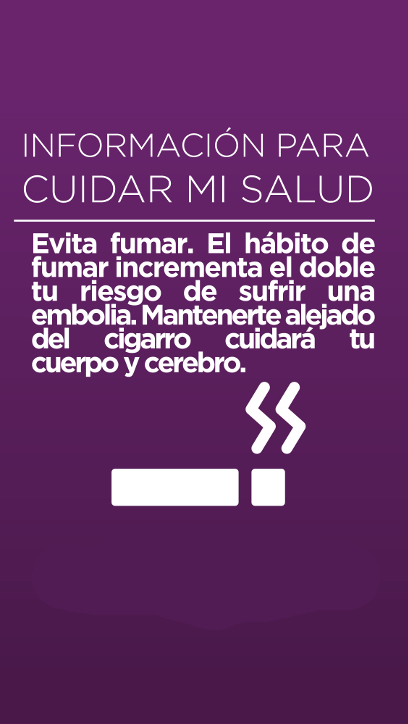 INFORMACIÓN PARA
CUIDAR MI SALUD
Evita fumar. El hábito de
fumar incrementa el doble
tu riesgo de sufrir una
embolia. Mantenerte alejado
del cigarro cuidará tu
cuerpo y cerebro.